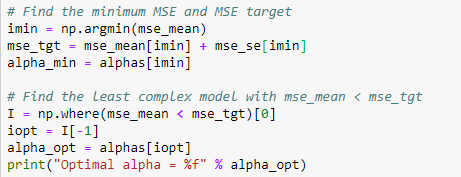 # Find the minimum MSE and MSE target
imin = np.argmin(mse_mean)
mse_tgt = mse_mean[imin] + mse_se[imin]
alpha_min = alphas[imin]

# Find the least complex model with mse_mean < mse_tgt
I = np.where(mse_mean < mse_tgt)[0]
iopt = I[-1]
alpha_opt = alphas[iopt]
print("Optimal alpha = %f" % alpha_opt)